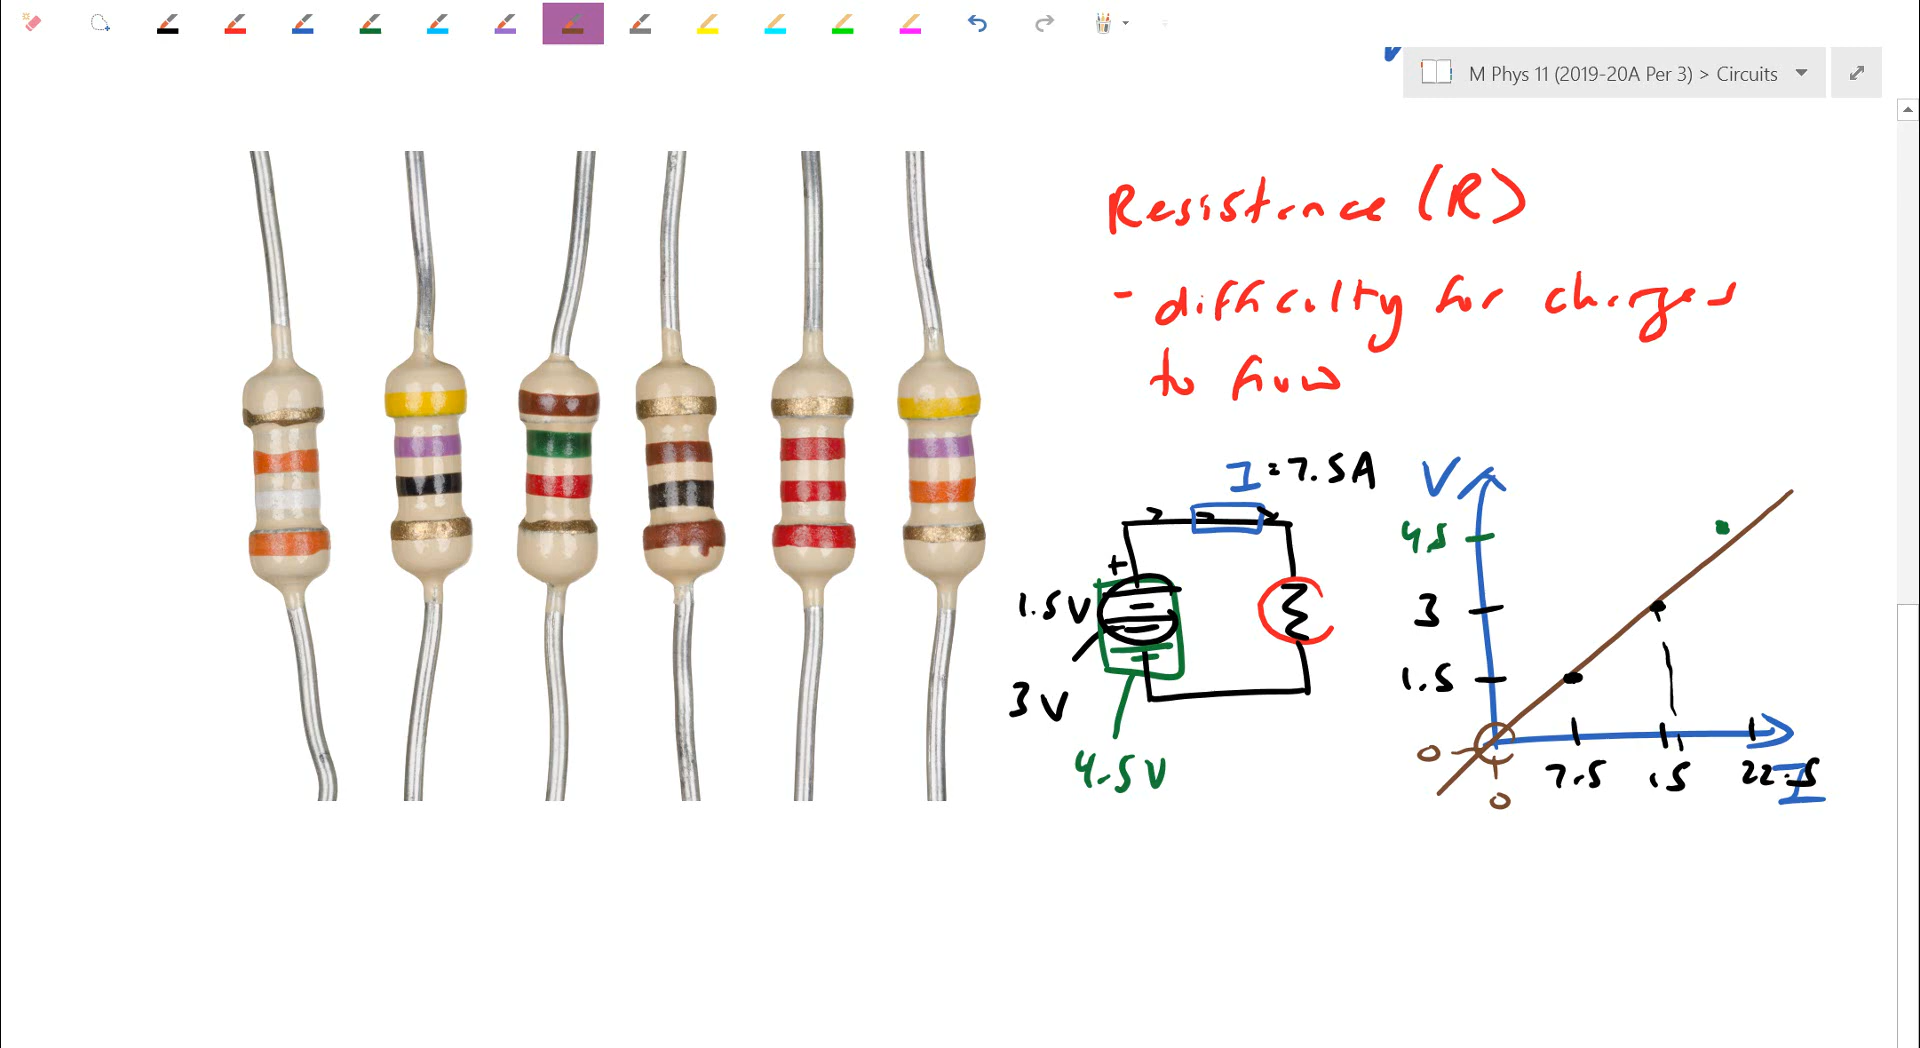 M Phys 11 (2019-20A Per 3) > Circuits
Resistance (R)
- difficulty for charges
to flow
I = 7.5A
+
1.5V
3V
4.5V
V
4.5
3
1.5
0
0
7.5
15
22.5
I